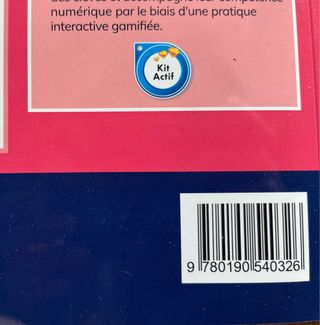 numérique par le biais d'une pratique
interactive gamifiée.
Kit
Actif
9 780190 540326